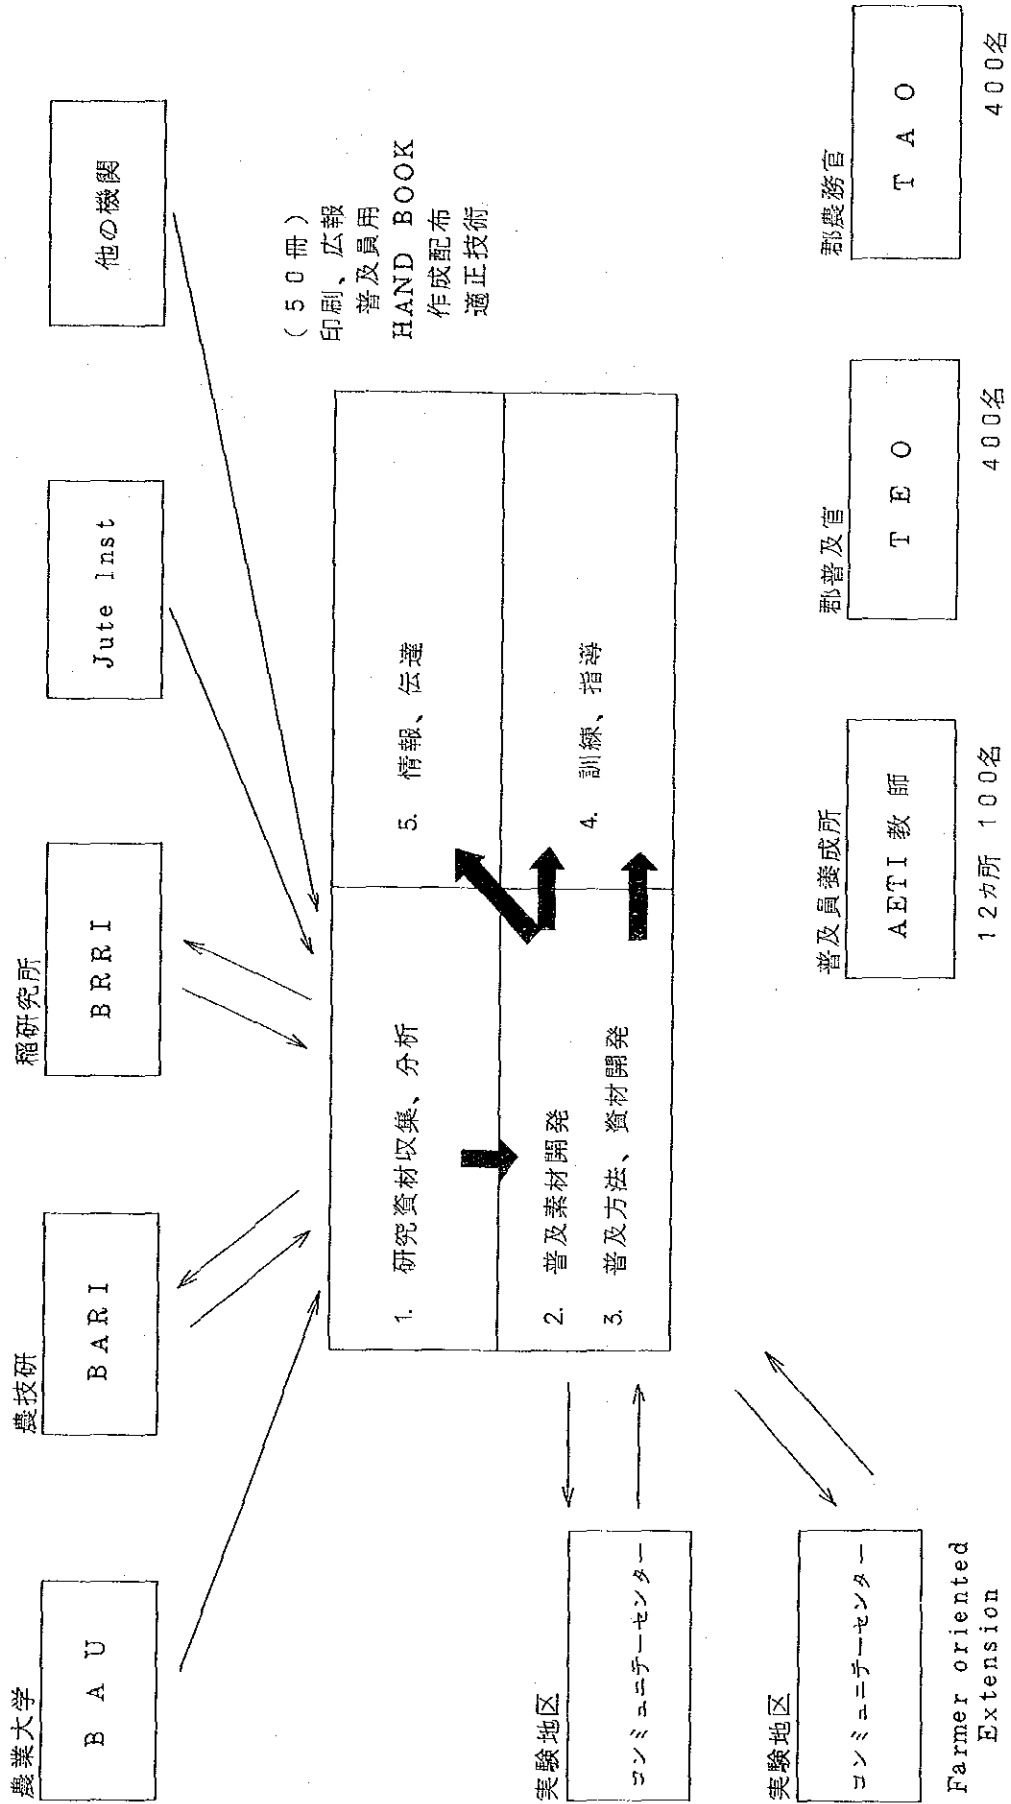 農業大学
B A U
農技研
BARI
稲研究所
BRRI
Jute Inst
他の機関
(50冊)
印刷、広報
普及員用
HAND BOOK
作成配布
適正技術
1. 研究資材収集、分析
5. 情報、伝達
2. 普及素材開発
3. 普及方法、資材開発
4. 訓練、指導
実験地区
コンミュニテーセンター
実験地区
コンミュニテーセンター
Farmer oriented
Extension
普及員養成所
AETI 教師
12カ所 100名
郡普及官
T E O
400名
郡農務官
T A O
400名